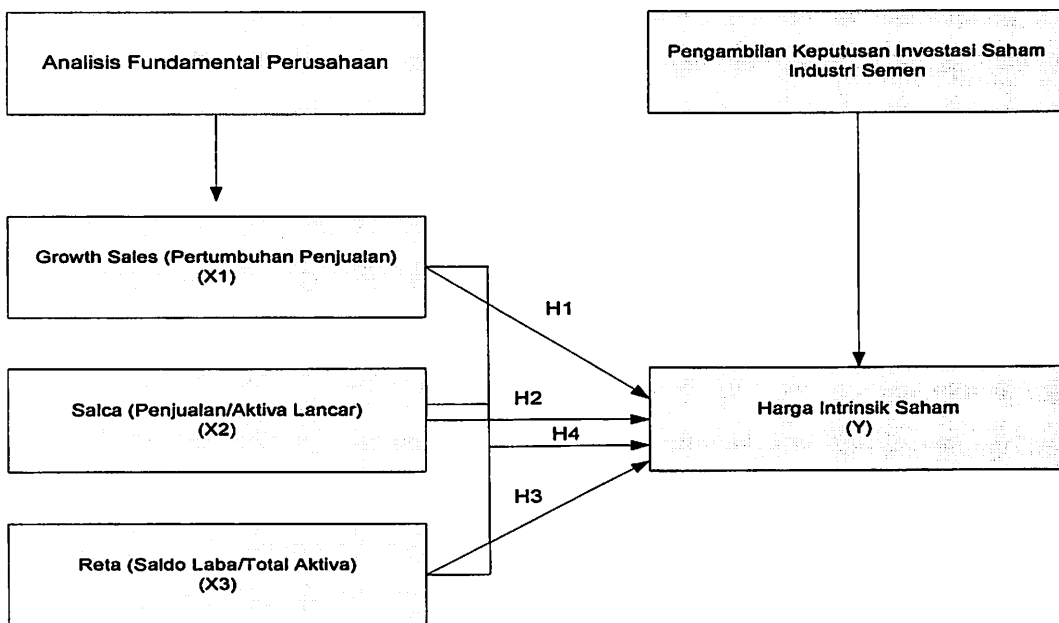 Analisis Fundamental Perusahaan
Pengambilan Keputusan Investasi Saham
Industri Semen
Growth Sales (Pertumbuhan Penjualan)
(X1)
H1
Salca (Penjualan/Aktiva Lancar)
(X2)
H2
H4
Harga Intrinsik Saham
(Y)
H3
Reta (Saldo Laba/Total Aktiva)
(X3)